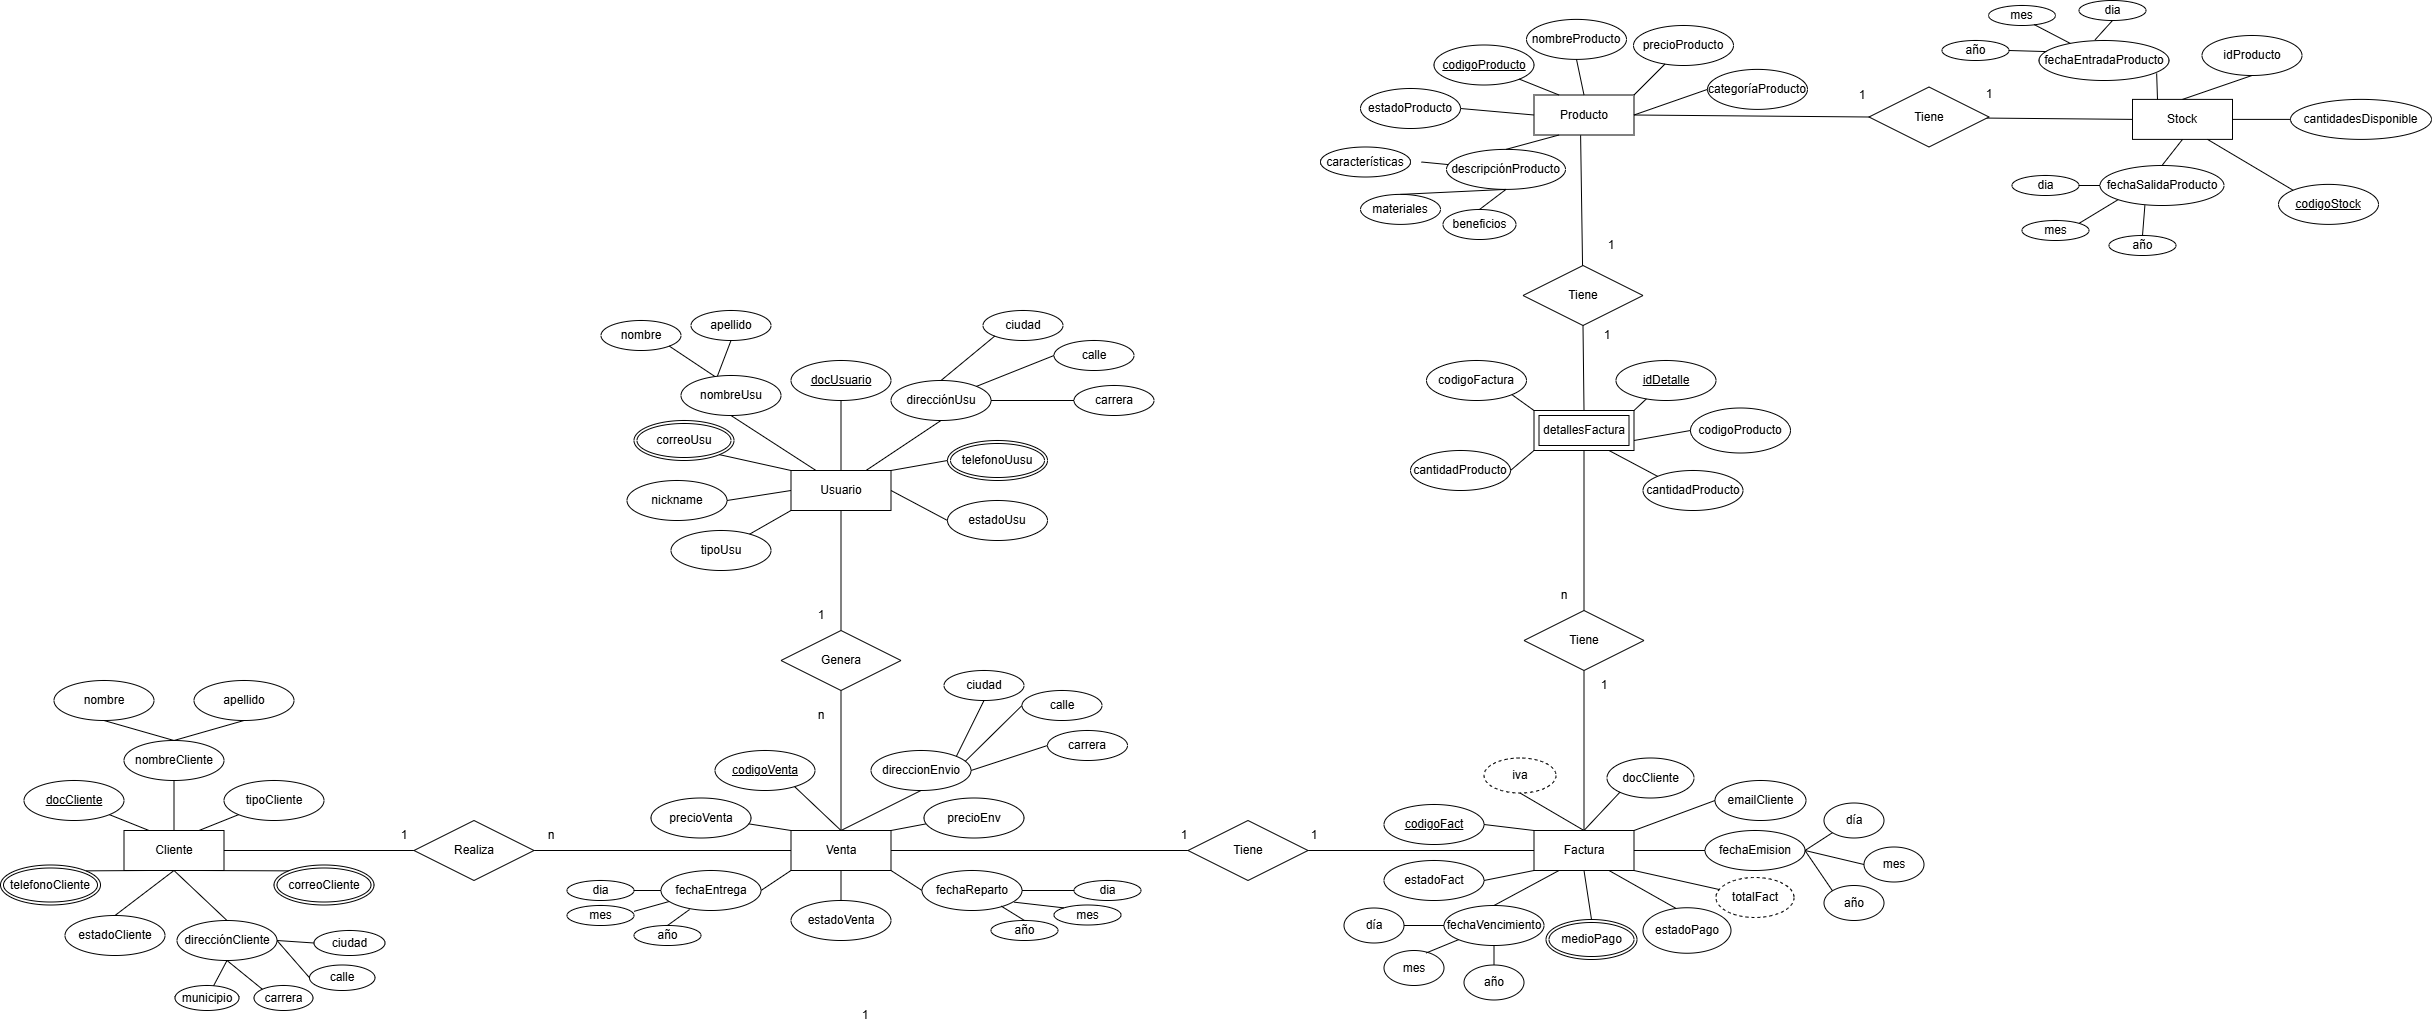 mes
dia
año
fechaEntradaProducto
idProducto
nombreProducto
precioProducto
codigoProducto
categoríaProducto
estadoProducto
Producto
1
Tiene
1
Stock
cantidadesDisponible
características
descripciónProducto
materiales
beneficios
dia
fechaSalidaProducto
mes
año
codigoStock
1
Tiene
1
nombre
apellido
ciudad
calle
carrera
nombreUsu
docUsuario
direcciónUsu
correoUsu
telefonoUusu
nickname
Usuario
estadoUsu
tipoUsu
codigoFactura
idDetalle
detallesFactura
codigoProducto
cantidadProducto
cantidadProducto
n
Tiene
1
1
Genera
n
nombre
apellido
nombreCliente
docCliente
tipoCliente
Cliente
telefonoCliente
correoCliente
estadoCliente
direcciónCliente
ciudad
calle
municipio
carrera
1
Realiza
n
ciudad
calle
carrera
codigoVenta
direccionEnvio
precioVenta
precioEnv
Venta
dia
mes
año
fechaEntrega
estadoVenta
fechaReparto
dia
mes
año
1
Tiene
1
iva
docCliente
emailCliente
codigoFact
Factura
fechaEmision
día
mes
año
estadoFact
totalFact
día
fechaVencimiento
mes
año
medioPago
estadoPago
1